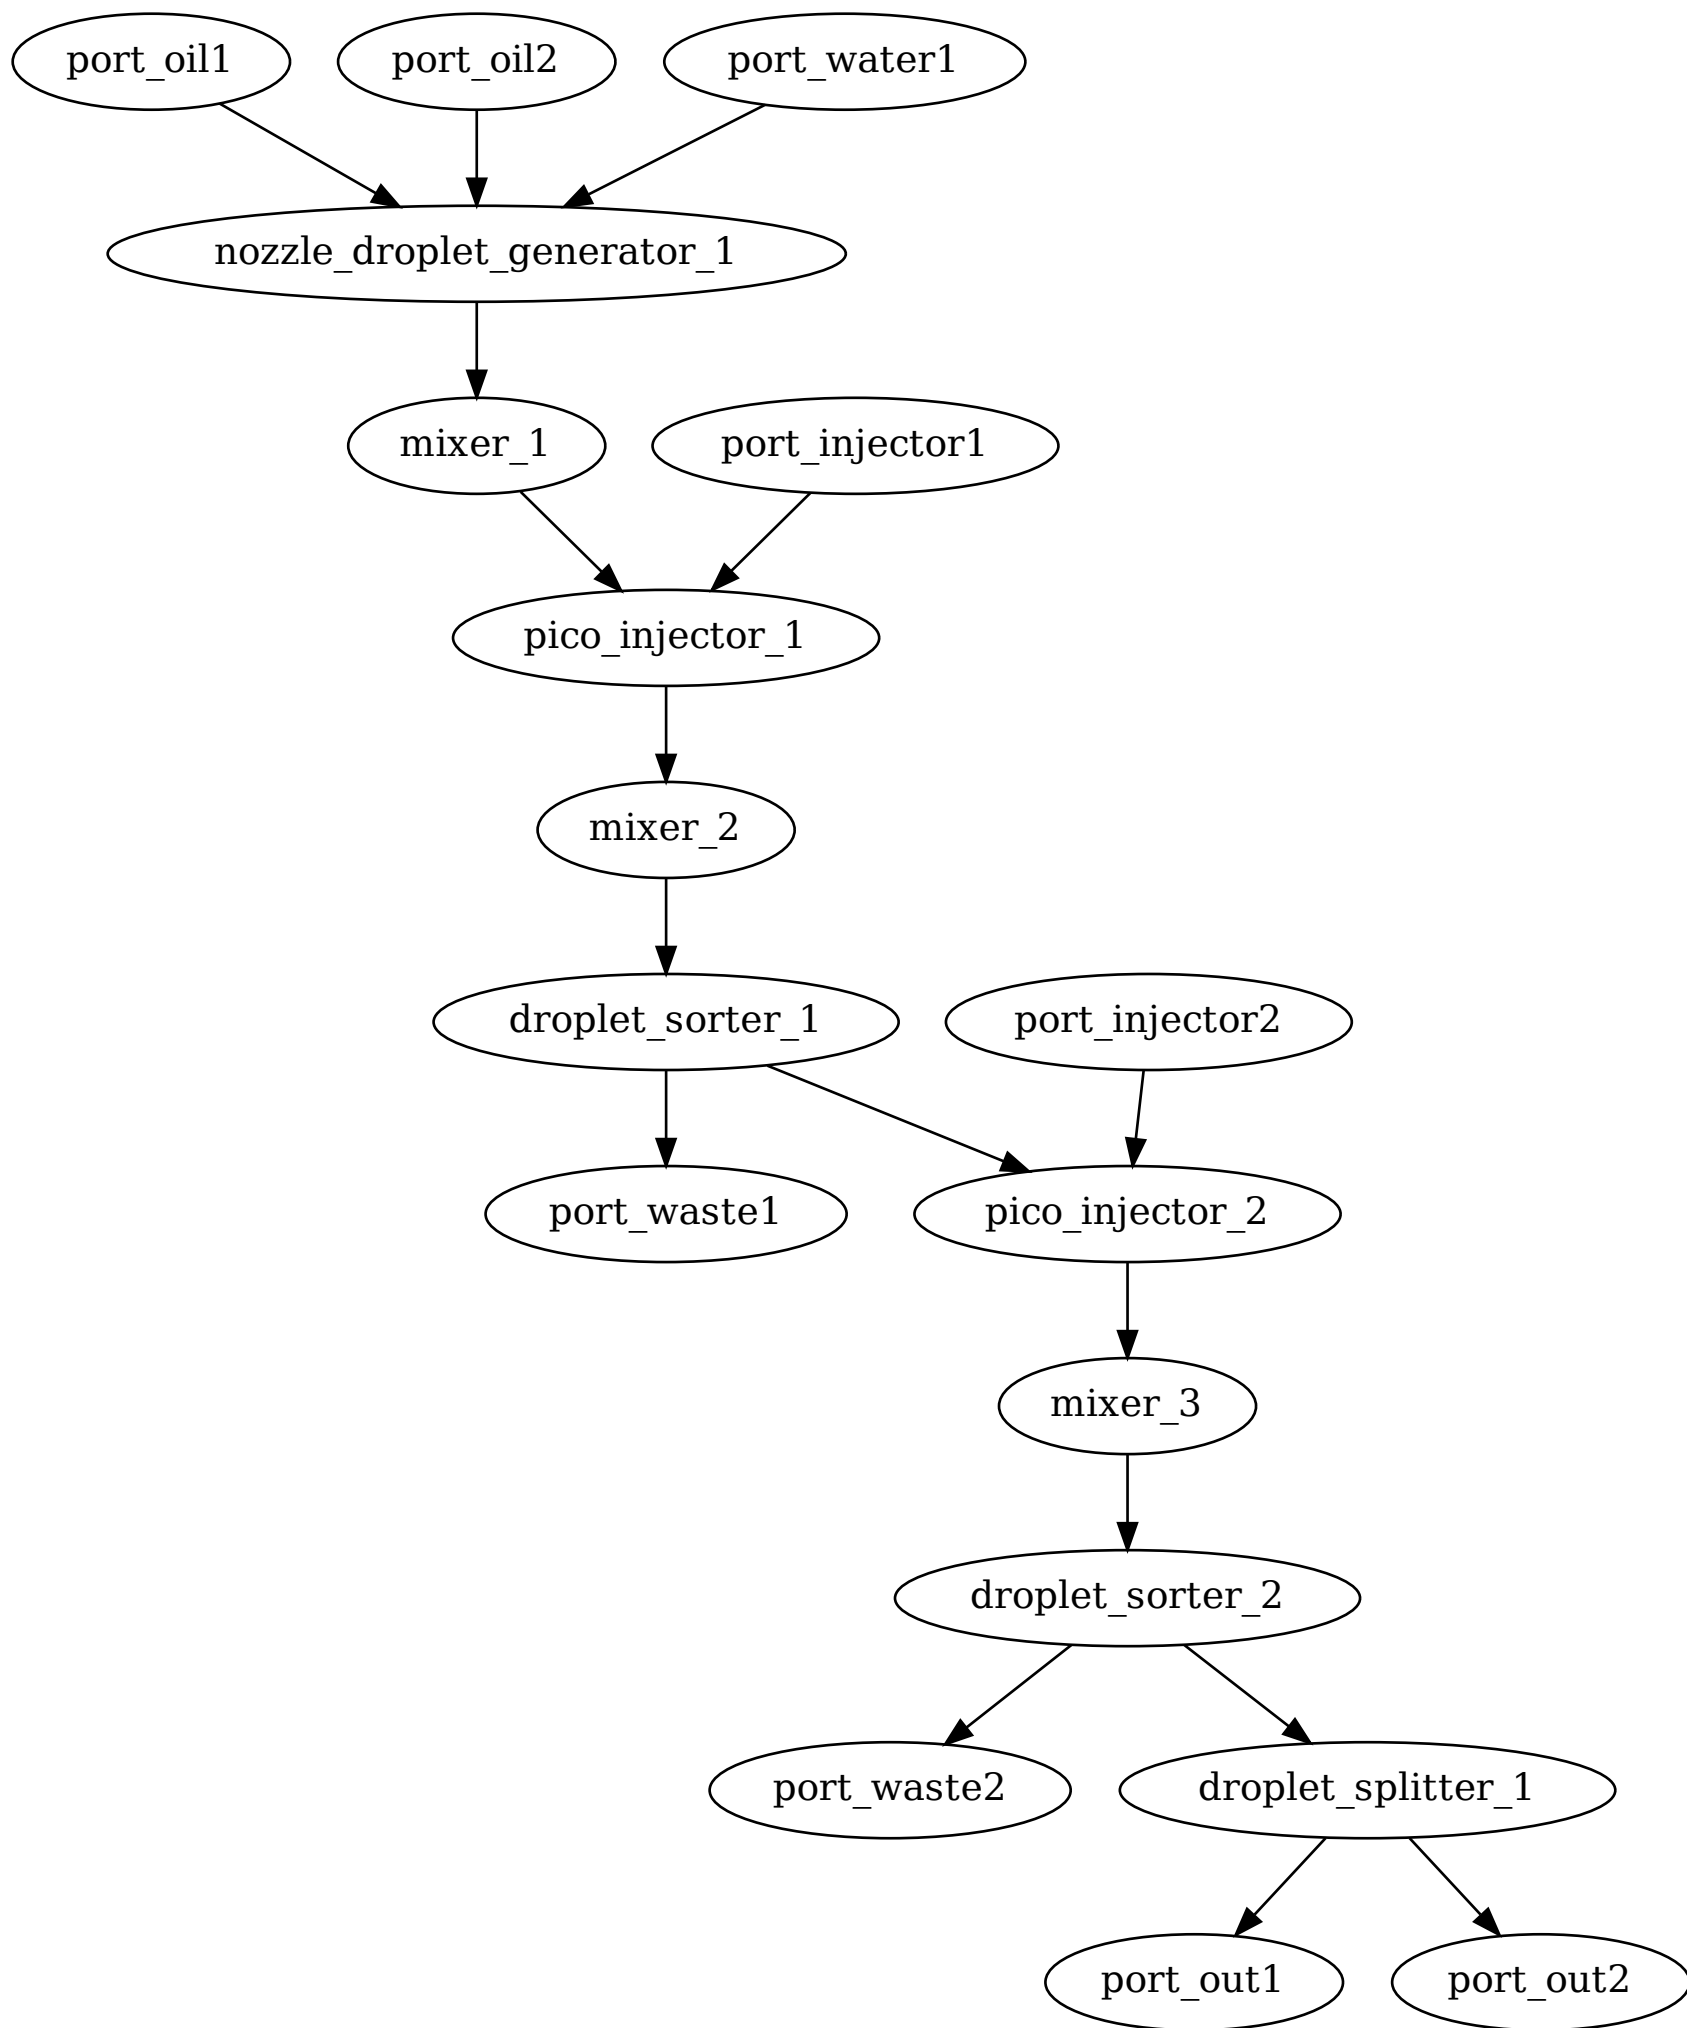 port_oil1
port_oil2
port_water1
nozzle_droplet_generator_1
mixer_1
port_injector1
pico_injector_1
mixer_2
droplet_sorter_1
port_injector2
port_waste1
pico_injector_2
mixer_3
droplet_sorter_2
port_waste2
droplet_splitter_1
port_out1
port_out2